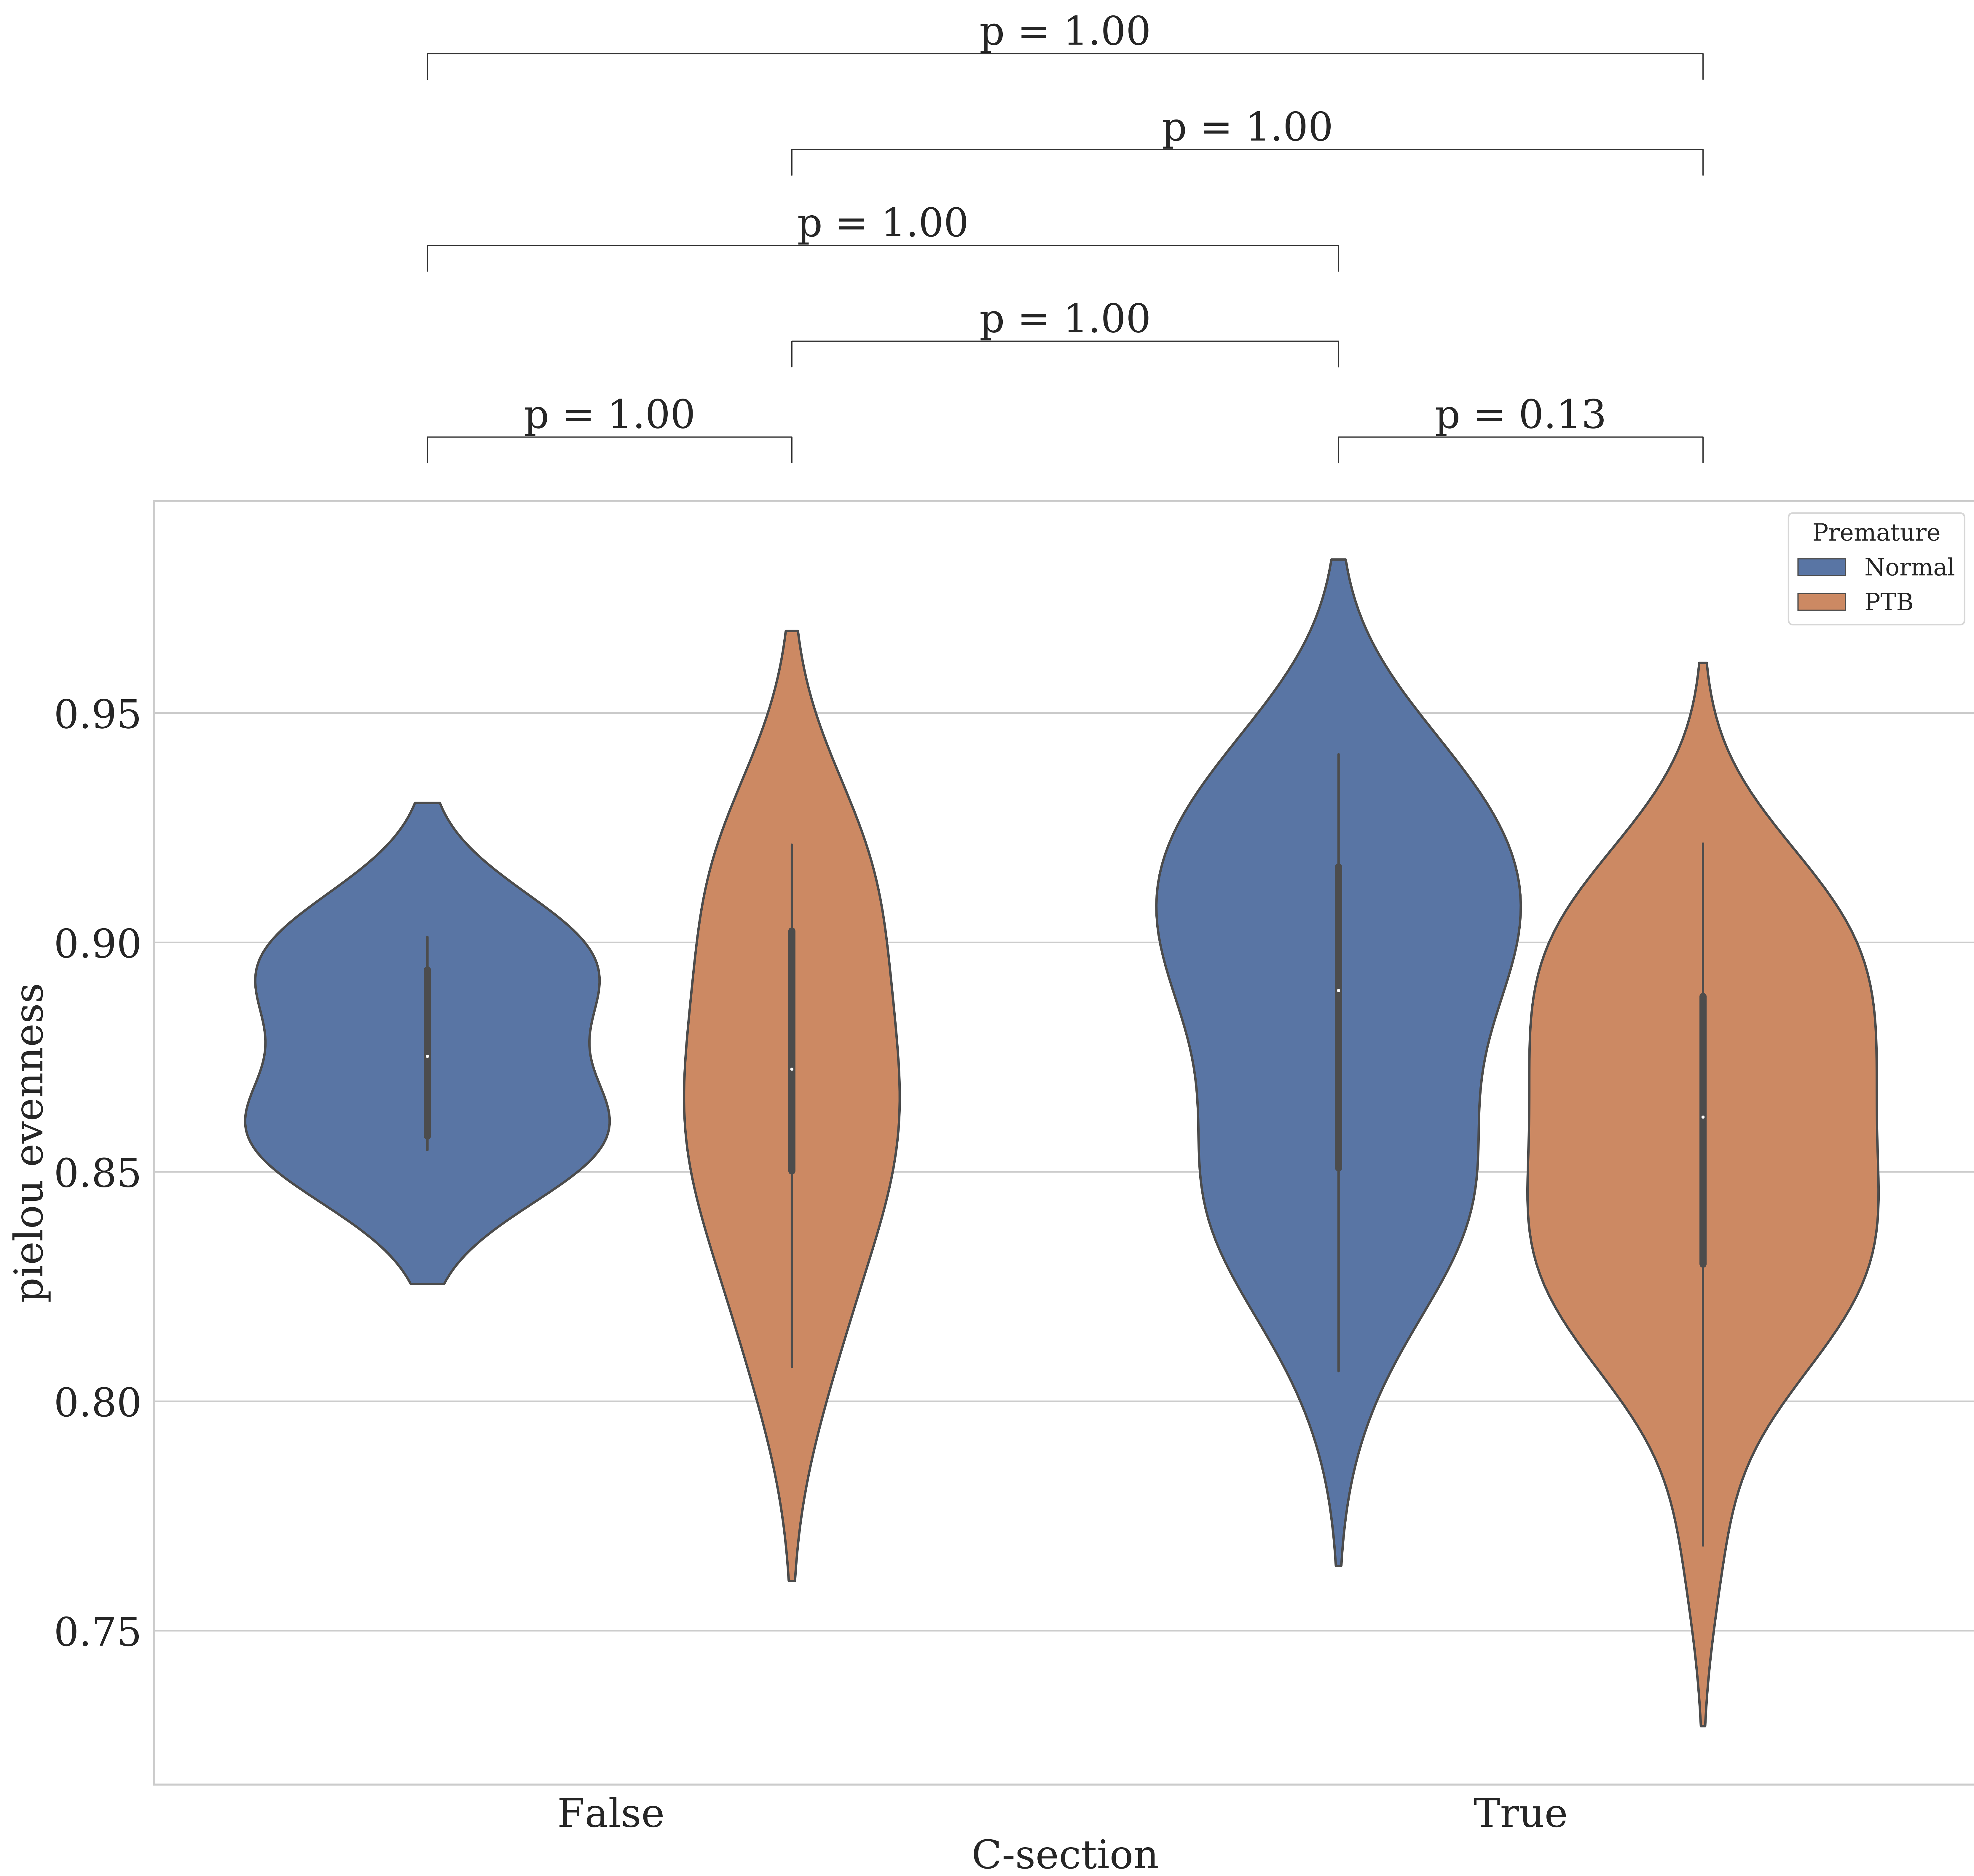 p = 1.00
p = 1.00
p = 1.00
p = 1.00
p = 1.00
p = 0.13
Premature
Normal
PTB
0.95
0.90
0.85
0.80
0.75
pielou evenness
False
True
C-section